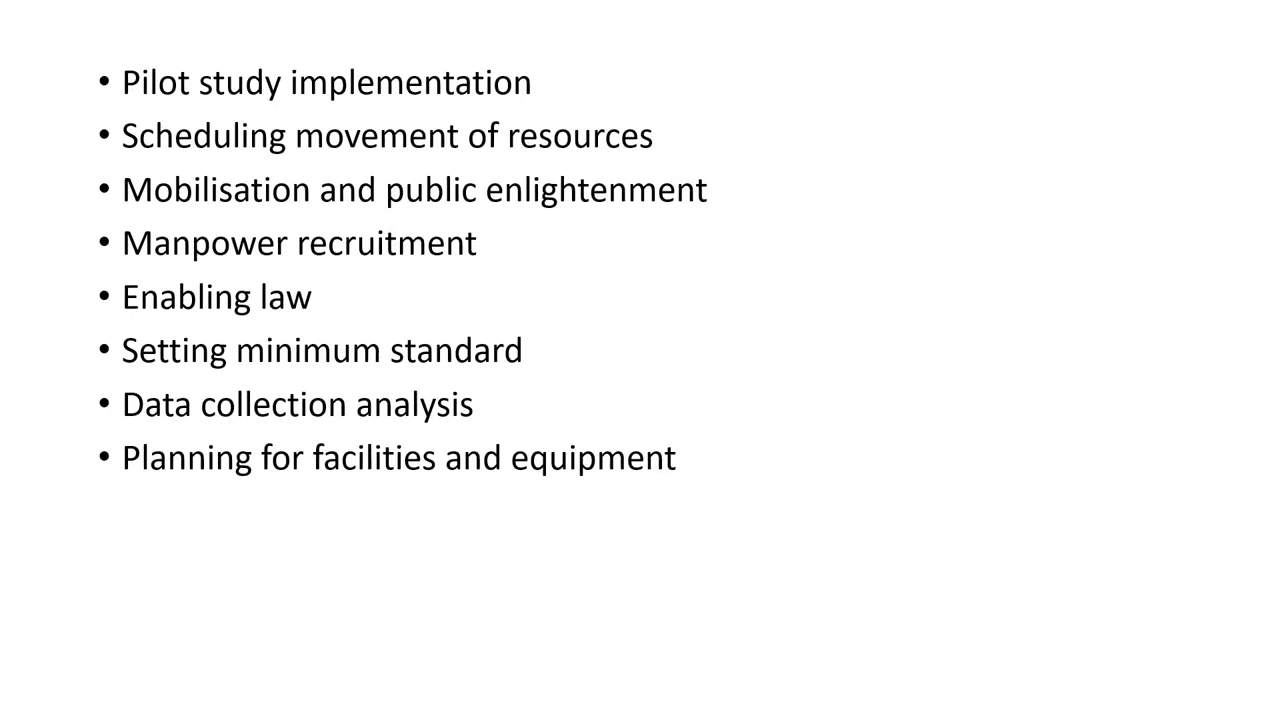 • Pilot study implementation
• Scheduling movement of resources
• Mobilisation and public enlightenment
• Manpower recruitment
• Enabling law
• Setting minimum standard
• Data collection analysis
• Planning for facilities and equipment